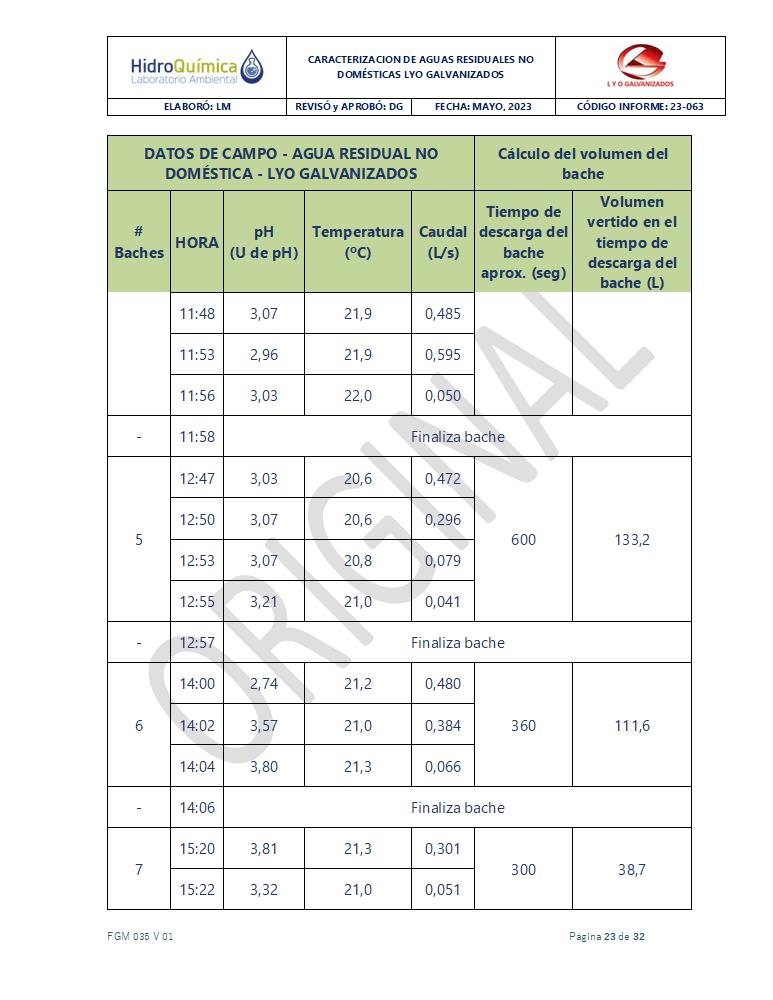 HidroQuímica
Laboratorio Ambiental
CARACTERIZACION DE AGUAS RESIDUALES NO
DOMÉSTICAS LYO GALVANIZADOS
L Y O GALVANIZADOS
ELABORÓ: LM REVISÓ y APROBÓ: DG FECHA: MAYO, 2023 CÓDIGO INFORME: 23-063
DATOS DE CAMPO - AGUA RESIDUAL NO
DOMÉSTICA - LYO GALVANIZADOS
Cálculo del volumen del
bache
#
Baches
HORA
pH
(U de pH)
Temperatura
(ºC)
Caudal
(L/s)
Tiempo de
descarga del
bache
aprox. (seg)
Volumen
vertido en el
tiempo de
descarga del
bache (L)
11:48 3,07 21,9 0,485
11:53 2,96 21,9 0,595
11:56 3,03 22,0 0,050
- 11:58 Finaliza bache
12:47 3,03 20,6 0,472
12:50 3,07 20,6 0,296
5 600 133,2
12:53 3,07 20,8 0,079
12:55 3,21 21,0 0,041
- 12:57 Finaliza bache
14:00 2,74 21,2 0,480
6 14:02 3,57 21,0 0,384 360 111,6
14:04 3,80 21,3 0,066
- 14:06 Finaliza bache
15:20 3,81 21,3 0,301
7 300 38,7
15:22 3,32 21,0 0,051
ORIGINAL
FGM 035 V 01 Página 23 de 32